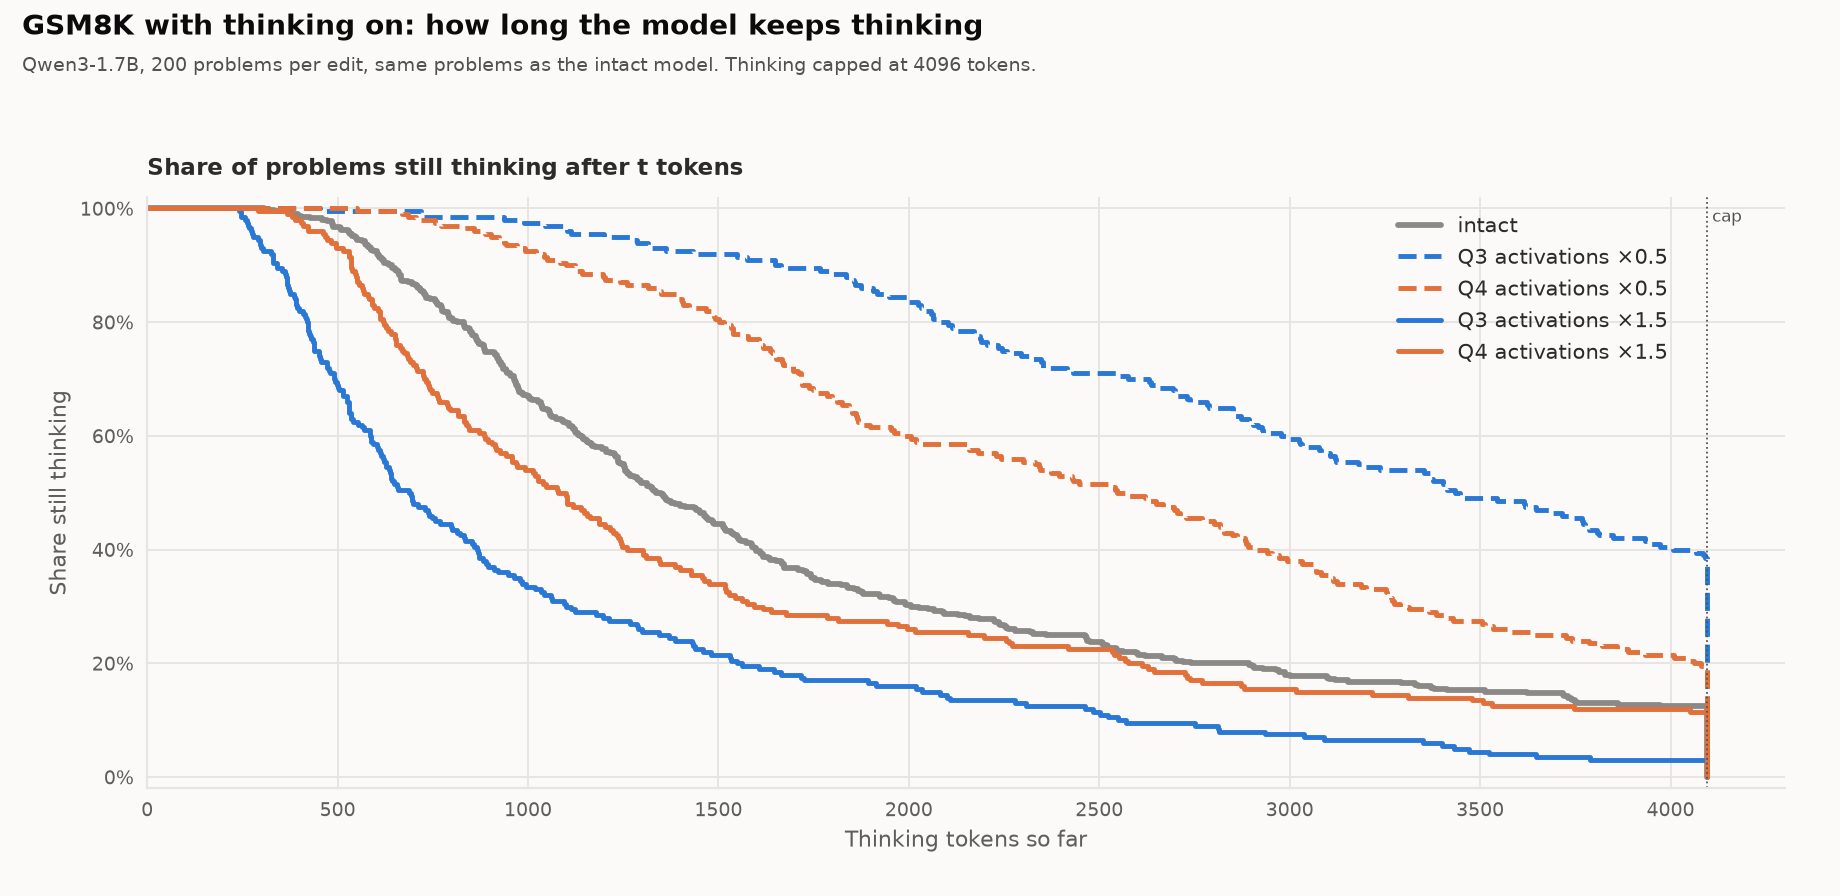 GSM8K with thinking on: how long the model keeps thinking
Qwen3-1.7B, 200 problems per edit, same problems as the intact model. Thinking capped at 4096 tokens.
Share of problems still thinking after t tokens
100%
80%
60%
40%
20%
0%
Share still thinking
cap
intact
Q3 activations ×0.5
Q4 activations ×0.5
Q3 activations ×1.5
Q4 activations ×1.5
0 500 1000 1500 2000 2500 3000 3500 4000
Thinking tokens so far